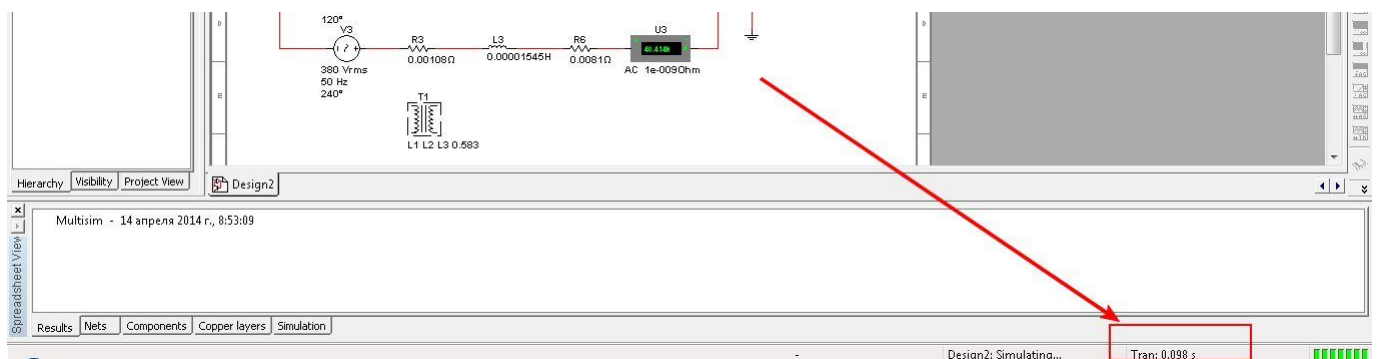 D
120°
V3
380 Vrms
50 Hz
240°
R3
0.00108Ω
L3
0.00001545H
R6
0.0081Ω
U3
AC 1e-009Ohm
E
E
T1
L1 L2 L3 0.583
Hierarchy Visibility Project View
Design2
Multisim - 14 апреля 2014 г., 8:53:09
Spreadsheet View
Results Nets Components Copper layers Simulation
- Design2: Simulating... Tran: 0.098 s